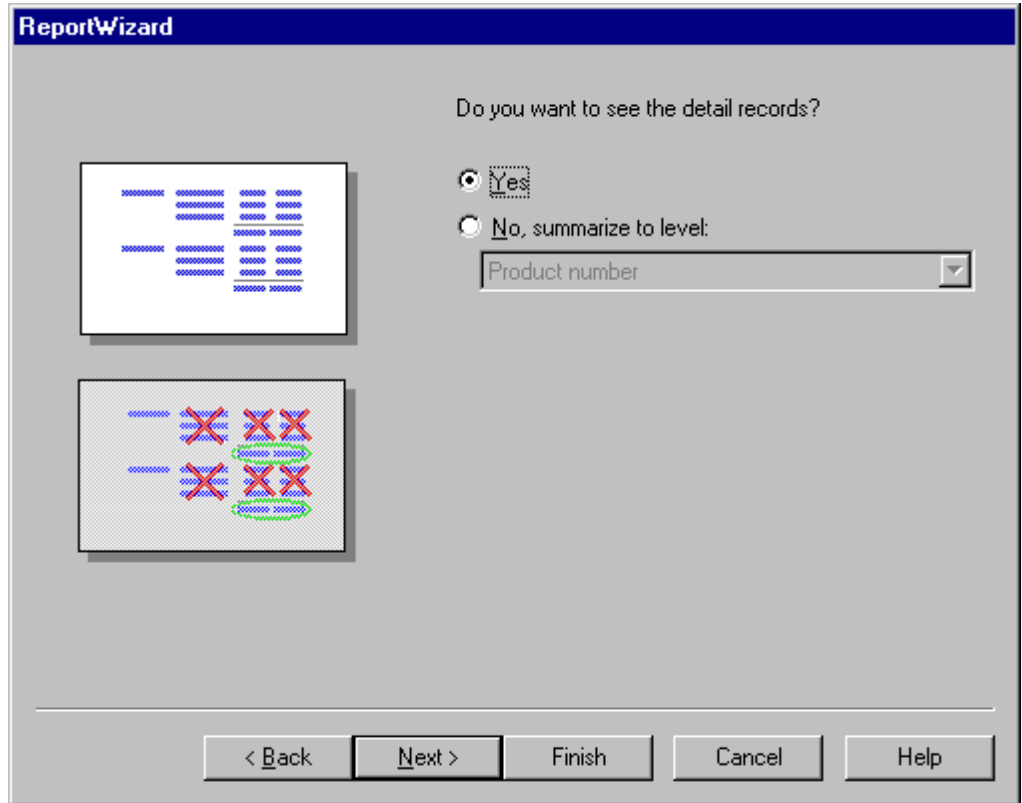 ReportWizard
Do you want to see the detail records?
Yes
No, summarize to level:
Product number
< Back
Next >
Finish
Cancel
Help